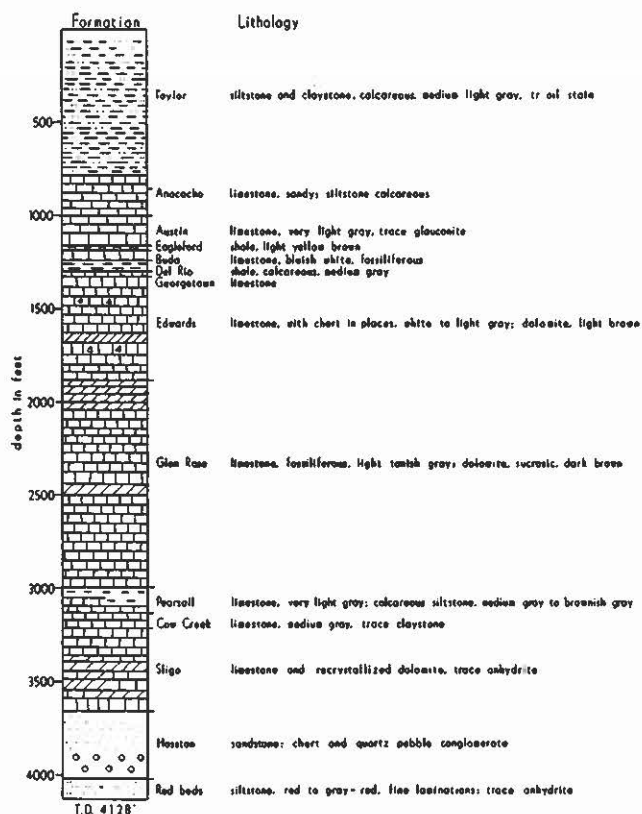 Formation Lithology
Taylor siltstone and claystone, calcareous, medium light gray, tr oil stain
500
Anacacho limestone, sandy; siltstone calcareous
1000
Austin limestone, very light gray, trace glauconite
Eagleford shale, light yellow brown
Buda limestone, bluish white, fossiliferous
Del Rio shale, calcareous, medium gray
Georgetown limestone
1500
Edwards limestone, with chert in places, white to light gray; dolomite, light brown
2000
depth in feet
Glen Rose limestone, fossiliferous, light tanish gray; dolomite, sucrosic, dark brown
2500
3000
Pearsall limestone, very light gray; calcareous siltstone, medium gray to brownish gray
Cow Creek limestone, medium gray, trace claystone
Sligo limestone and recrystallized dolomite, trace anhydrite
3500
Hosston sandstone; chert and quartz pebble conglomerate
4000
Red beds siltstone, red to gray-red, fine laminations; trace anhydrite
T.D. 4128'